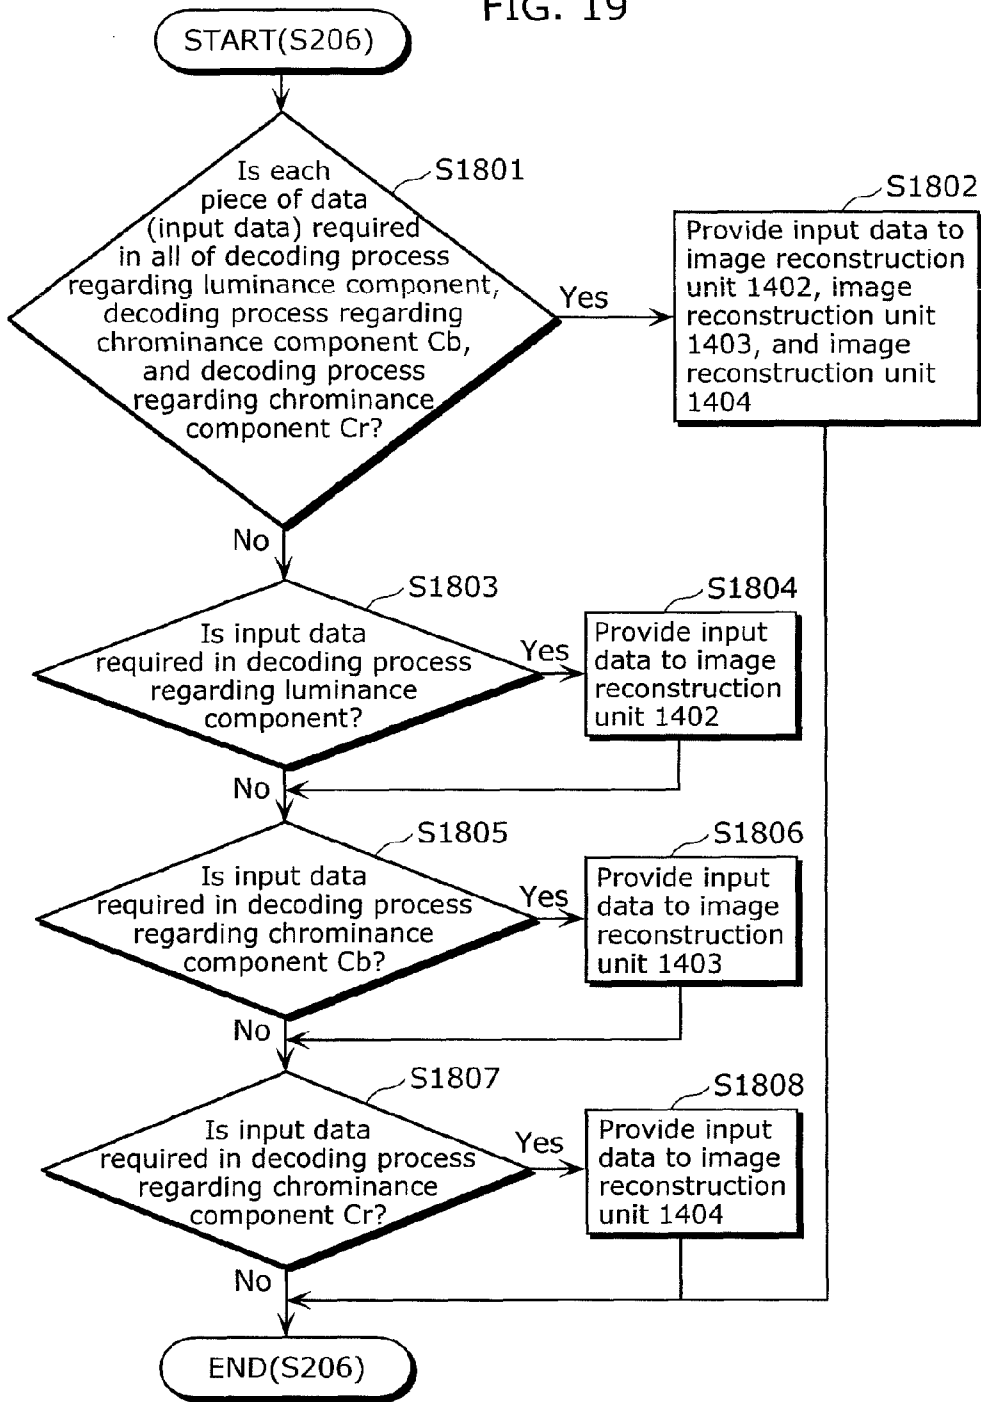 FIG. 19
START(S206)
S1801
Is each
piece of data
(input data) required
in all of decoding process
regarding luminance component,
decoding process regarding
chrominance component Cb,
and decoding process
regarding chrominance
component Cr?
Yes
S1802
Provide input data to
image reconstruction
unit 1402, image
reconstruction unit
1403, and image
reconstruction unit
1404
No
S1803
Is input data
required in decoding process
regarding luminance
component?
Yes
S1804
Provide input
data to image
reconstruction
unit 1402
No
S1805
Is input data
required in decoding process
regarding chrominance
component Cb?
Yes
S1806
Provide input
data to image
reconstruction
unit 1403
No
S1807
Is input data
required in decoding process
regarding chrominance
component Cr?
Yes
S1808
Provide input
data to image
reconstruction
unit 1404
No
END(S206)